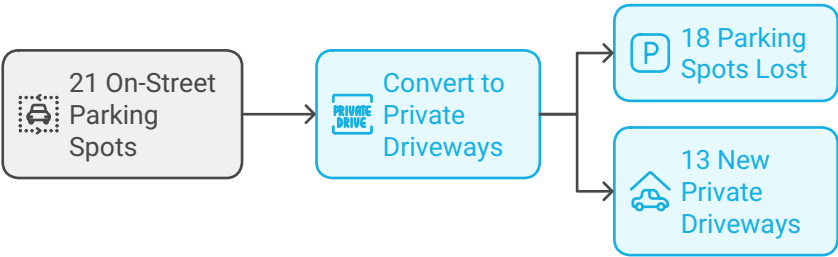 21 On-Street
Parking
Spots
PRIVATE
DRIVE
Convert to
Private
Driveways
P
18 Parking
Spots Lost
13 New
Private
Driveways